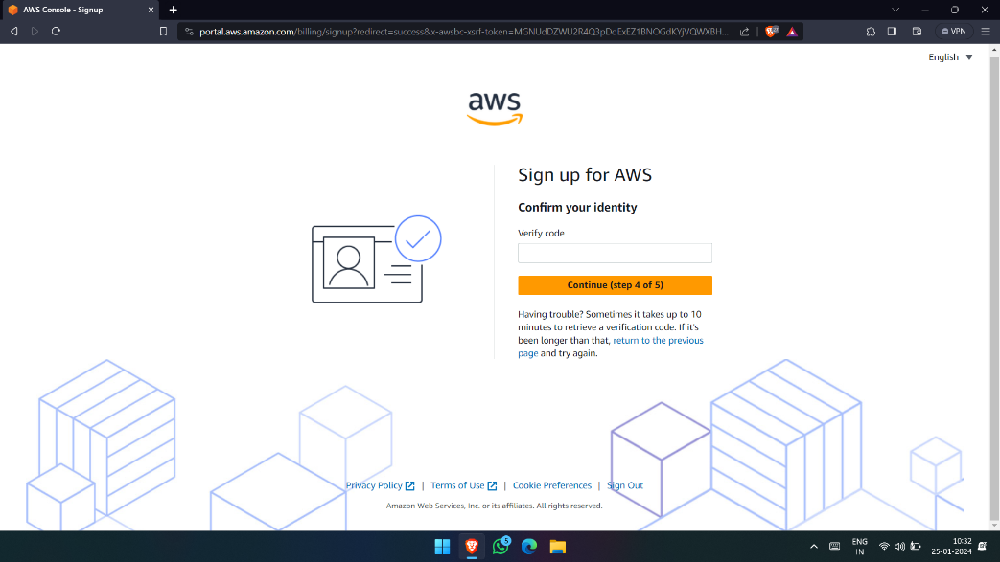 AWS Console - Signup
portal.aws.amazon.com/billing/signup?redirect=success&x-awsbc-xsrf-token=MGNUdDZWU2R4Q3pDdExEZ1BNOGdKYjVQWXBH...
VPN
English
aws
Sign up for AWS
Confirm your identity
Verify code
Continue (step 4 of 5)
Having trouble? Sometimes it takes up to 10
minutes to retrieve a verification code. If it's
been longer than that, return to the previous
page and try again.
Privacy Policy | Terms of Use | Cookie Preferences | Sign Out
Amazon Web Services, Inc. or its affiliates. All rights reserved.
5
ENG
IN
10:32
25-01-2024